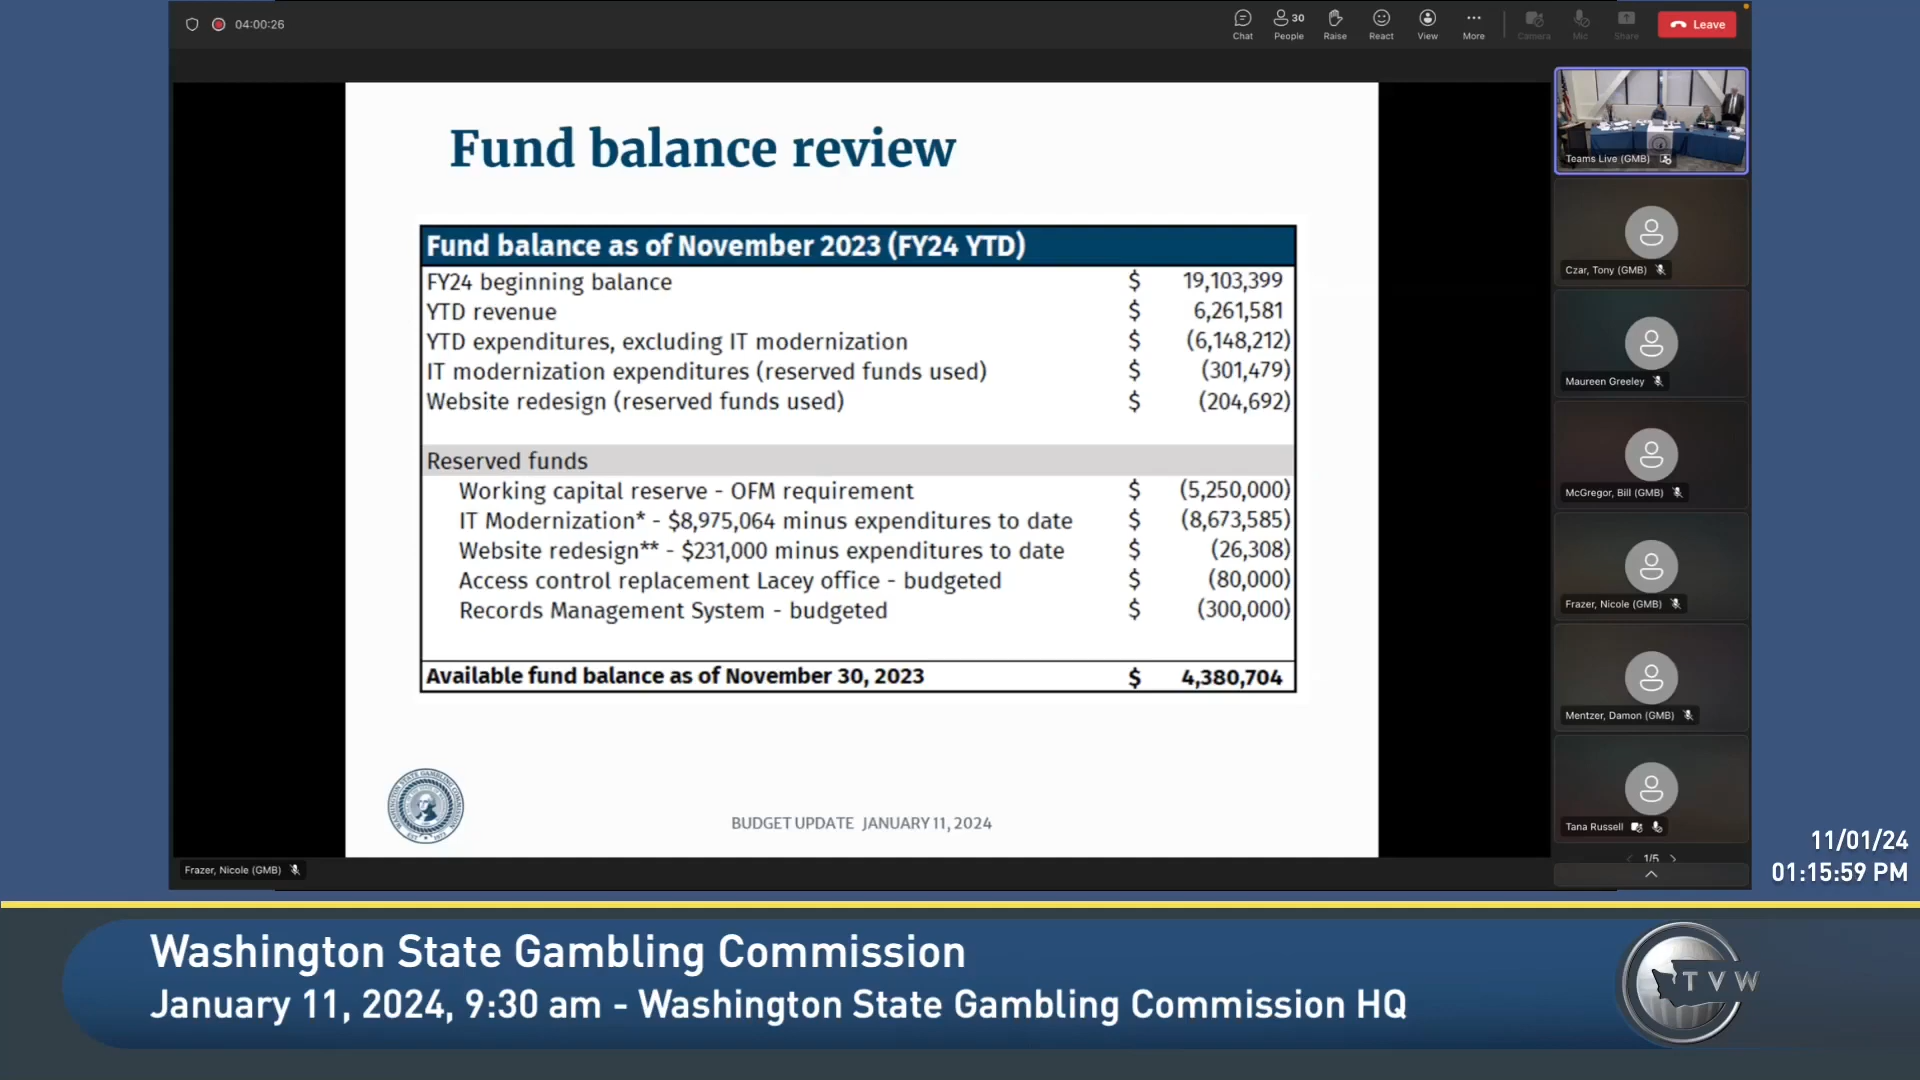 04:00:26
Chat
30
People
Raise
React
View
More
Camera
Mic
Share
Leave
Fund balance review
Fund balance as of November 2023 (FY24 YTD)
FY24 beginning balance $ 19,103,399
YTD revenue $ 6,261,581
YTD expenditures, excluding IT modernization $ (6,148,212)
IT modernization expenditures (reserved funds used) $ (301,479)
Website redesign (reserved funds used) $ (204,692)
Reserved funds
Working capital reserve - OFM requirement $ (5,250,000)
IT Modernization* - $8,975,064 minus expenditures to date $ (8,673,585)
Website redesign** - $231,000 minus expenditures to date $ (26,308)
Access control replacement Lacey office - budgeted $ (80,000)
Records Management System - budgeted $ (300,000)
Available fund balance as of November 30, 2023 $ 4,380,704
WASHINGTON STATE GAMBLING COMMISSION
BUDGET UPDATE JANUARY 11, 2024
Frazer, Nicole (GMB)
Teams Live (GMB)
Czar, Tony (GMB)
Maureen Greeley
McGregor, Bill (GMB)
Frazer, Nicole (GMB)
Mentzer, Damon (GMB)
Tana Russell
1/5
11/01/24
01:15:59 PM
Washington State Gambling Commission
January 11, 2024, 9:30 am - Washington State Gambling Commission HQ
TVW